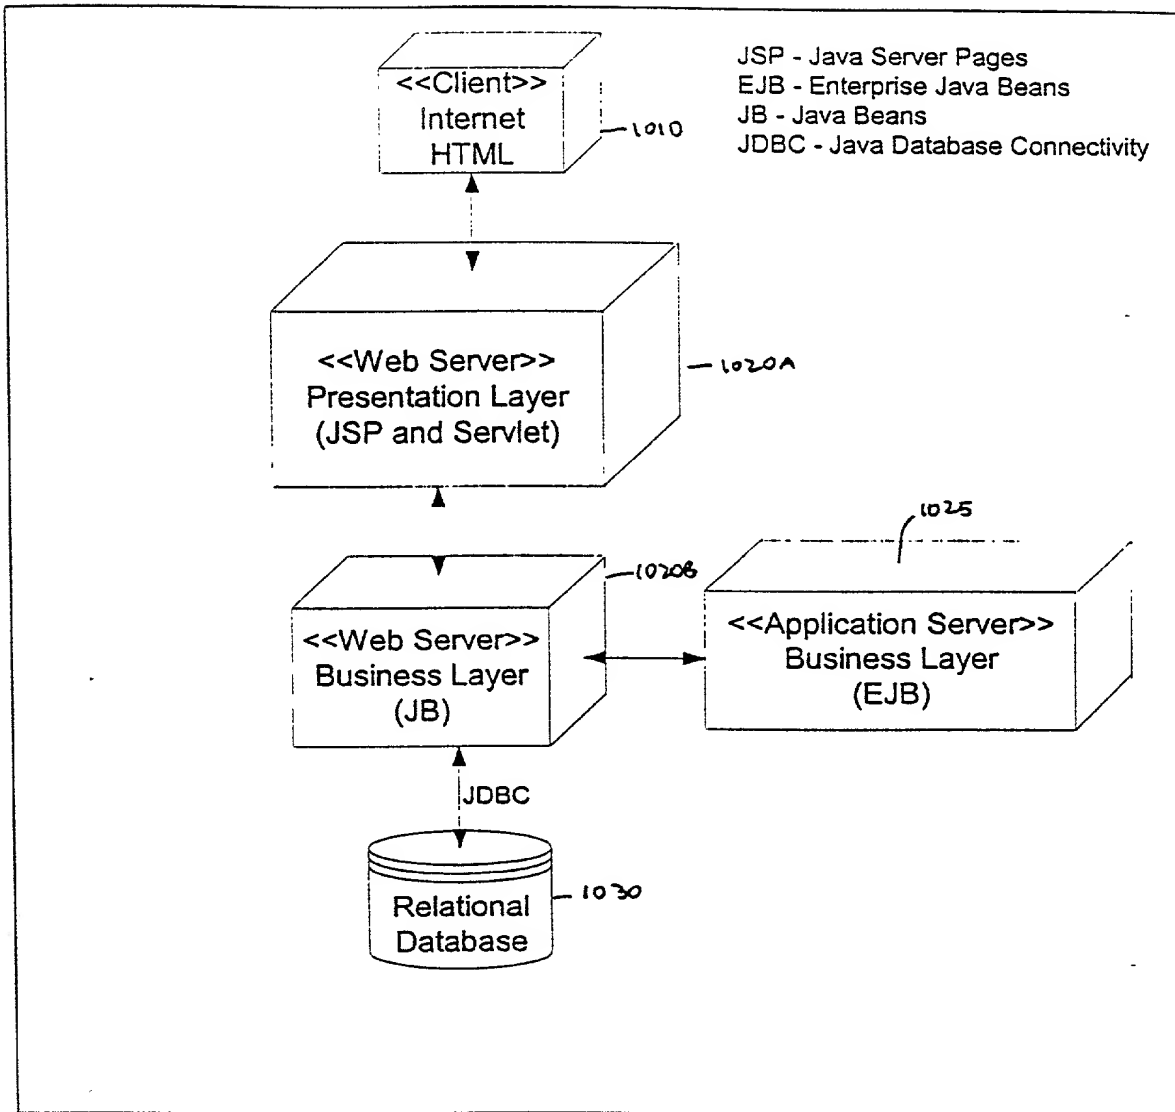 JSP - Java Server Pages
EJB - Enterprise Java Beans
JB - Java Beans
JDBC - Java Database Connectivity
<<Client>>
Internet
HTML
1010
<<Web Server>>
Presentation Layer
(JSP and Servlet)
1020A
<<Web Server>>
Business Layer
(JB)
1020B
1025
<<Application Server>>
Business Layer
(EJB)
JDBC
Relational
Database
1030